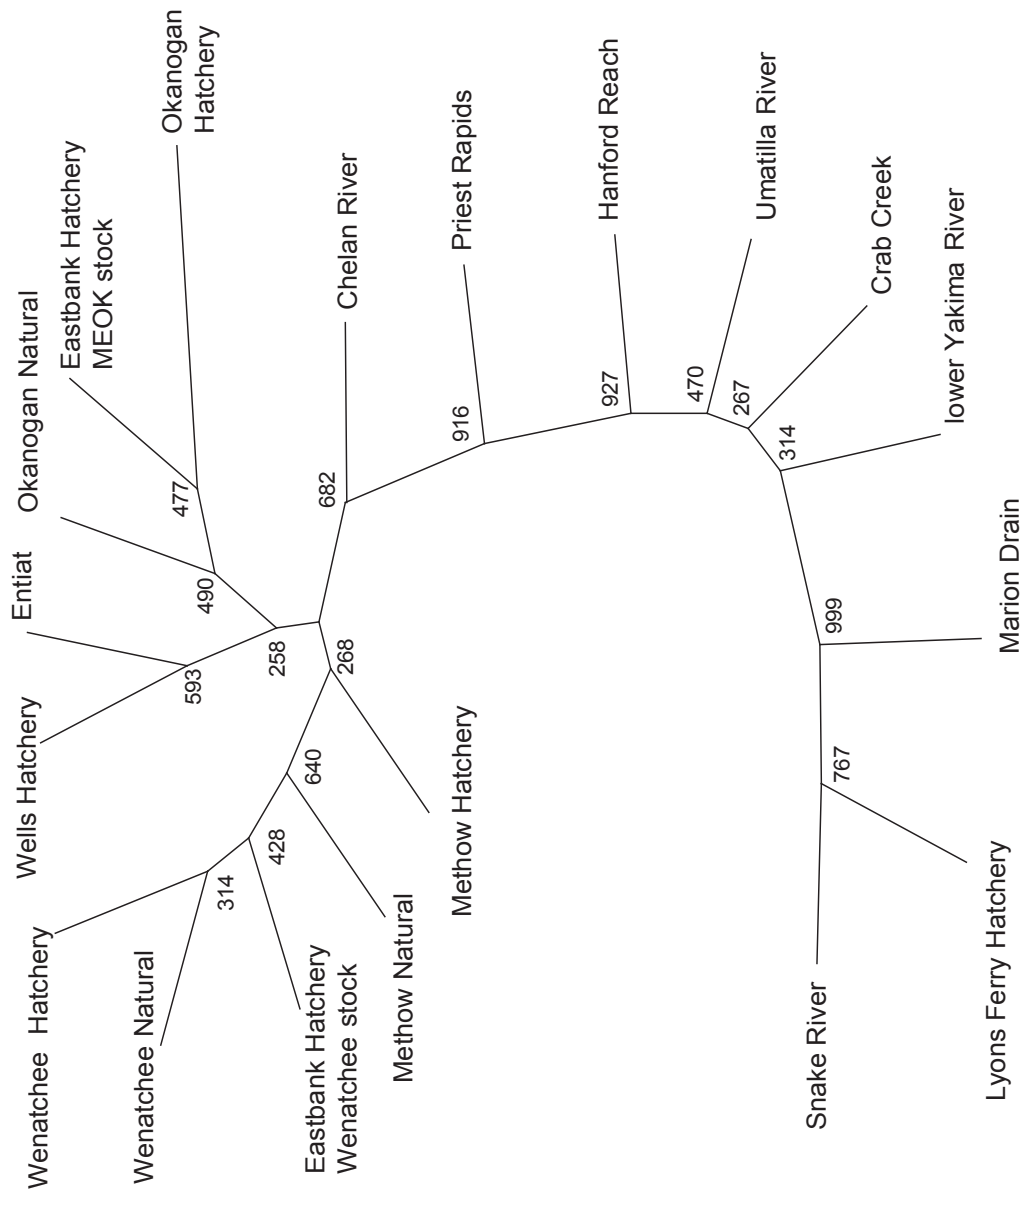 Okanogan
Hatchery
Eastbank Hatchery
MEOK stock
Okanogan Natural
Entiat
Wells Hatchery
Wenatchee Hatchery
Wenatchee Natural
Eastbank Hatchery
Wenatchee stock
Methow Natural
Methow Hatchery
Chelan River
Priest Rapids
Hanford Reach
Umatilla River
Crab Creek
lower Yakima River
Marion Drain
Lyons Ferry Hatchery
Snake River
477
490
593
258
268
640
428
314
682
916
927
470
267
314
999
767